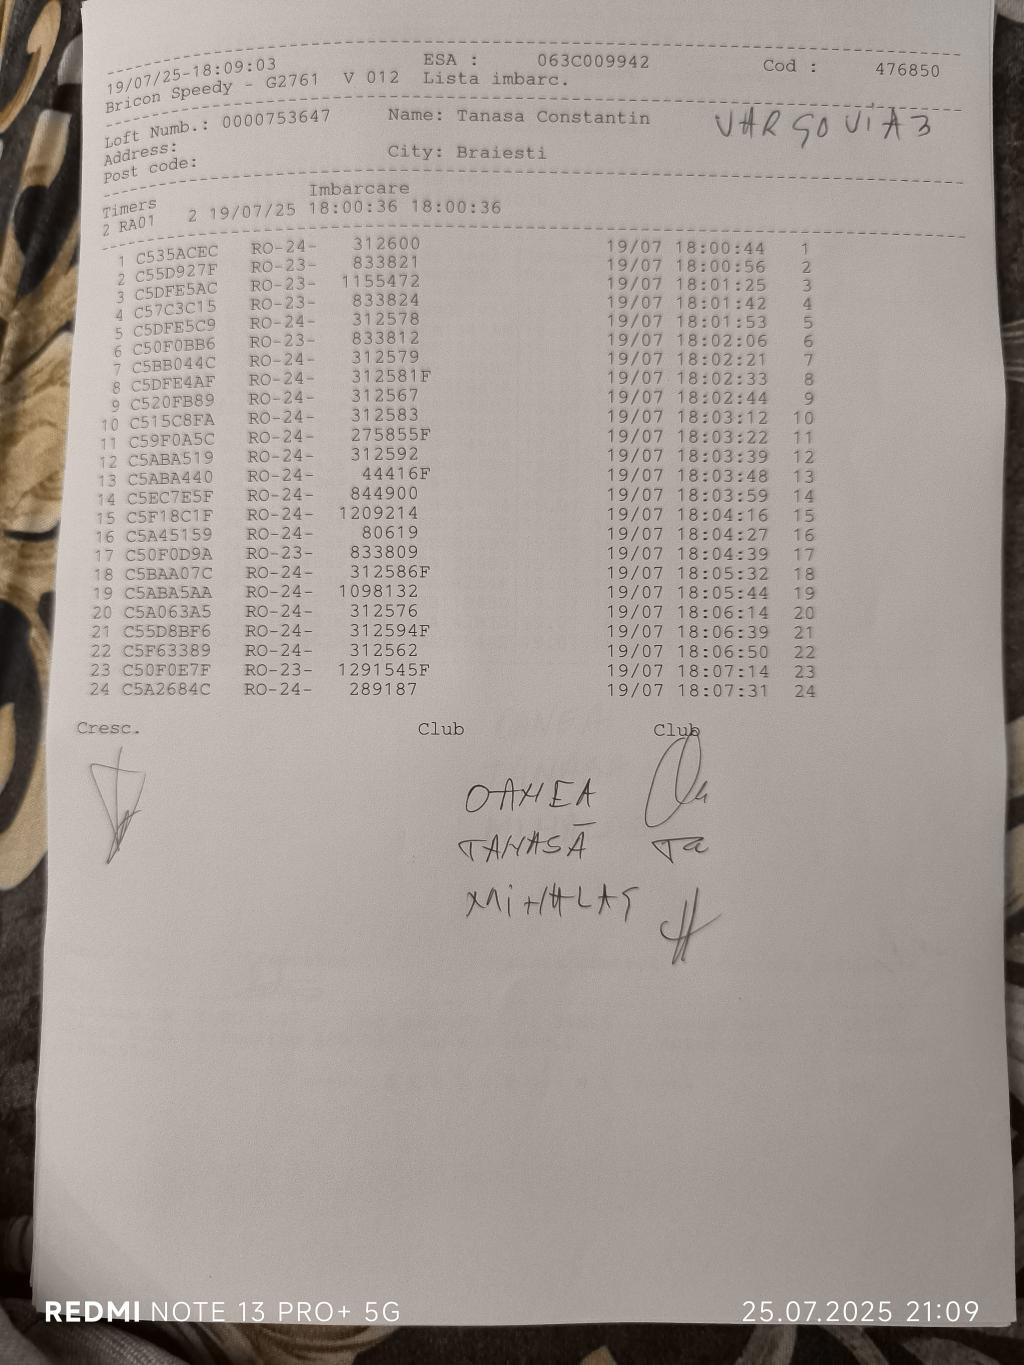 19/07/25-18:09:03 ESA : 063C009942 Cod : 476850
Bricon Speedy - G2761 V 012 Lista imbarc.
Loft Numb.: 0000753647 Name: Tanasa Constantin VARGOVIA 3
Address:
Post code: City: Braiesti
Timers Imbarcare
2 RA01 2 19/07/25 18:00:36 18:00:36
1 C535ACEC RO-24- 312600 19/07 18:00:44 1
2 C55D927F RO-23- 833821 19/07 18:00:56 2
3 C5DFE5AC RO-23- 1155472 19/07 18:01:25 3
4 C57C3C15 RO-23- 833824 19/07 18:01:42 4
5 C5DFE5C9 RO-24- 312578 19/07 18:01:53 5
6 C50F0BB6 RO-23- 833812 19/07 18:02:06 6
7 C5BB044C RO-24- 312579 19/07 18:02:21 7
8 C5DFE4AF RO-24- 312581F 19/07 18:02:33 8
9 C520FB89 RO-24- 312567 19/07 18:02:44 9
10 C515C8FA RO-24- 312583 19/07 18:03:12 10
11 C59F0A5C RO-24- 275855F 19/07 18:03:22 11
12 C5ABA519 RO-24- 312592 19/07 18:03:39 12
13 C5ABA440 RO-24- 44416F 19/07 18:03:48 13
14 C5EC7E5F RO-24- 844900 19/07 18:03:59 14
15 C5F18C1F RO-24- 1209214 19/07 18:04:16 15
16 C5A45159 RO-24- 80619 19/07 18:04:27 16
17 C50F0D9A RO-23- 833809 19/07 18:04:39 17
18 C5BAA07C RO-24- 312586F 19/07 18:05:32 18
19 C5ABA5AA RO-24- 1098132 19/07 18:05:44 19
20 C5A063A5 RO-24- 312576 19/07 18:06:14 20
21 C55D8BF6 RO-24- 312594F 19/07 18:06:39 21
22 C5F63389 RO-24- 312562 19/07 18:06:50 22
23 C50F0E7F RO-23- 1291545F 19/07 18:07:14 23
24 C5A2684C RO-24- 289187 19/07 18:07:31 24
Cresc. Club Club
OANEA
TANASĂ
MIHALAȘ
REDMI NOTE 13 PRO+ 5G 25.07.2025 21:09